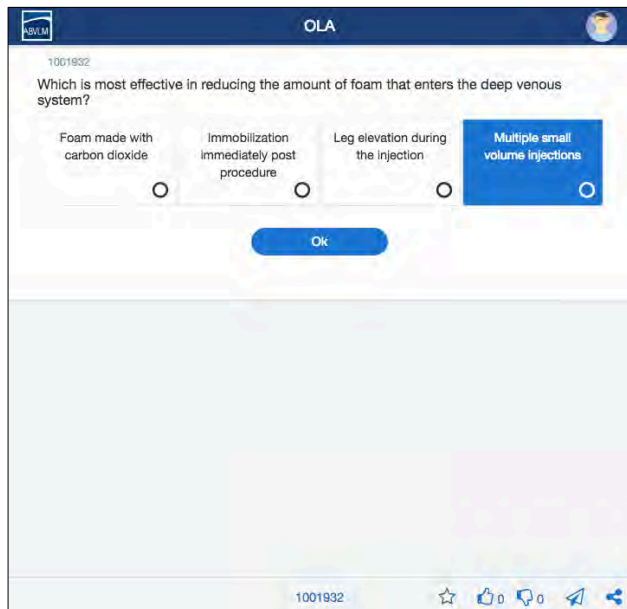 ABVLM
OLA
1001932
Which is most effective in reducing the amount of foam that enters the deep venous
system?
Foam made with
carbon dioxide
Immobilization
immediately post
procedure
Leg elevation during
the injection
Multiple small
volume injections
Ok
1001932
0
0